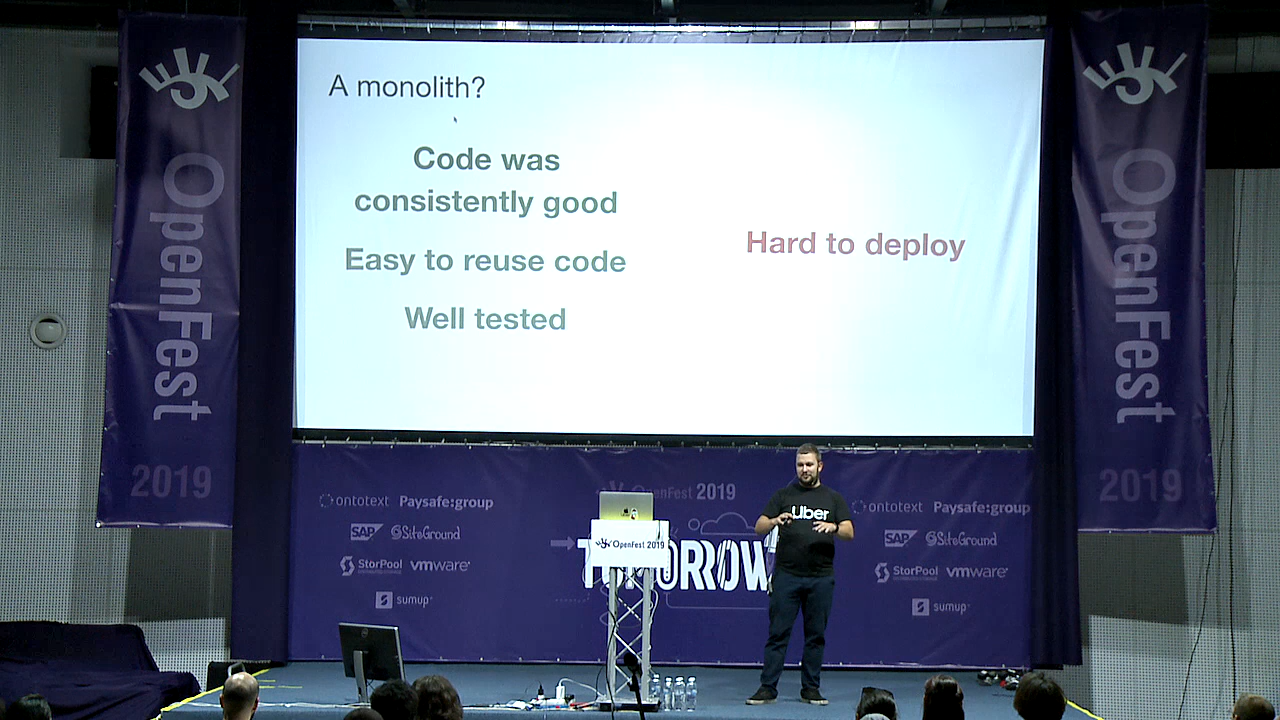 A monolith?
Code was
consistently good
Easy to reuse code
Well tested
Hard to deploy
OpenFest
2019
OpenFest
2019
OpenFest 2019
ontotext Paysafe:group
SAP SiteGround
StorPool vmware
sumup
OpenFest 2019
TOMORROW
Uber
ontotext Paysafe:group
SAP SiteGround
StorPool vmware
sumup